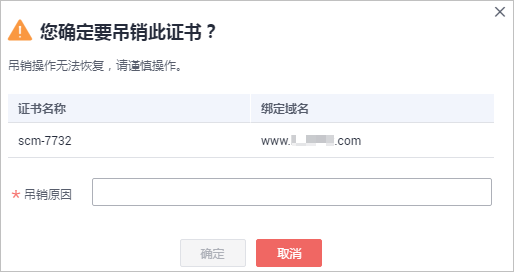 您确定要吊销此证书？
吊销操作无法恢复，请谨慎操作。
证书名称 绑定域名
scm-7732 www. .com
* 吊销原因
确定 取消